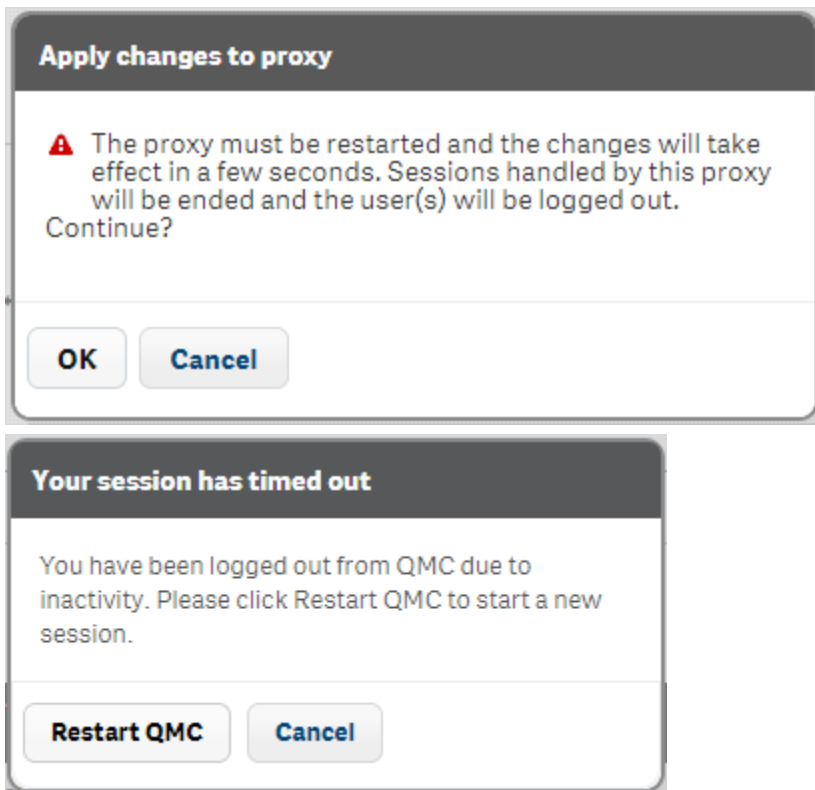 Apply changes to proxy
The proxy must be restarted and the changes will take
effect in a few seconds. Sessions handled by this proxy
will be ended and the user(s) will be logged out.
Continue?
OK
Cancel
Your session has timed out
You have been logged out from QMC due to
inactivity. Please click Restart QMC to start a new
session.
Restart QMC
Cancel